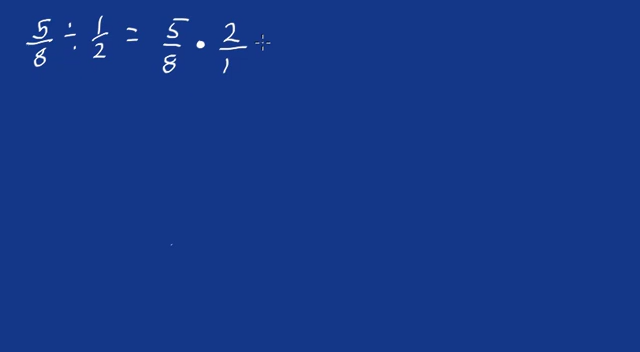 5/8 ÷ 1/2 = 5/8 • 2/1